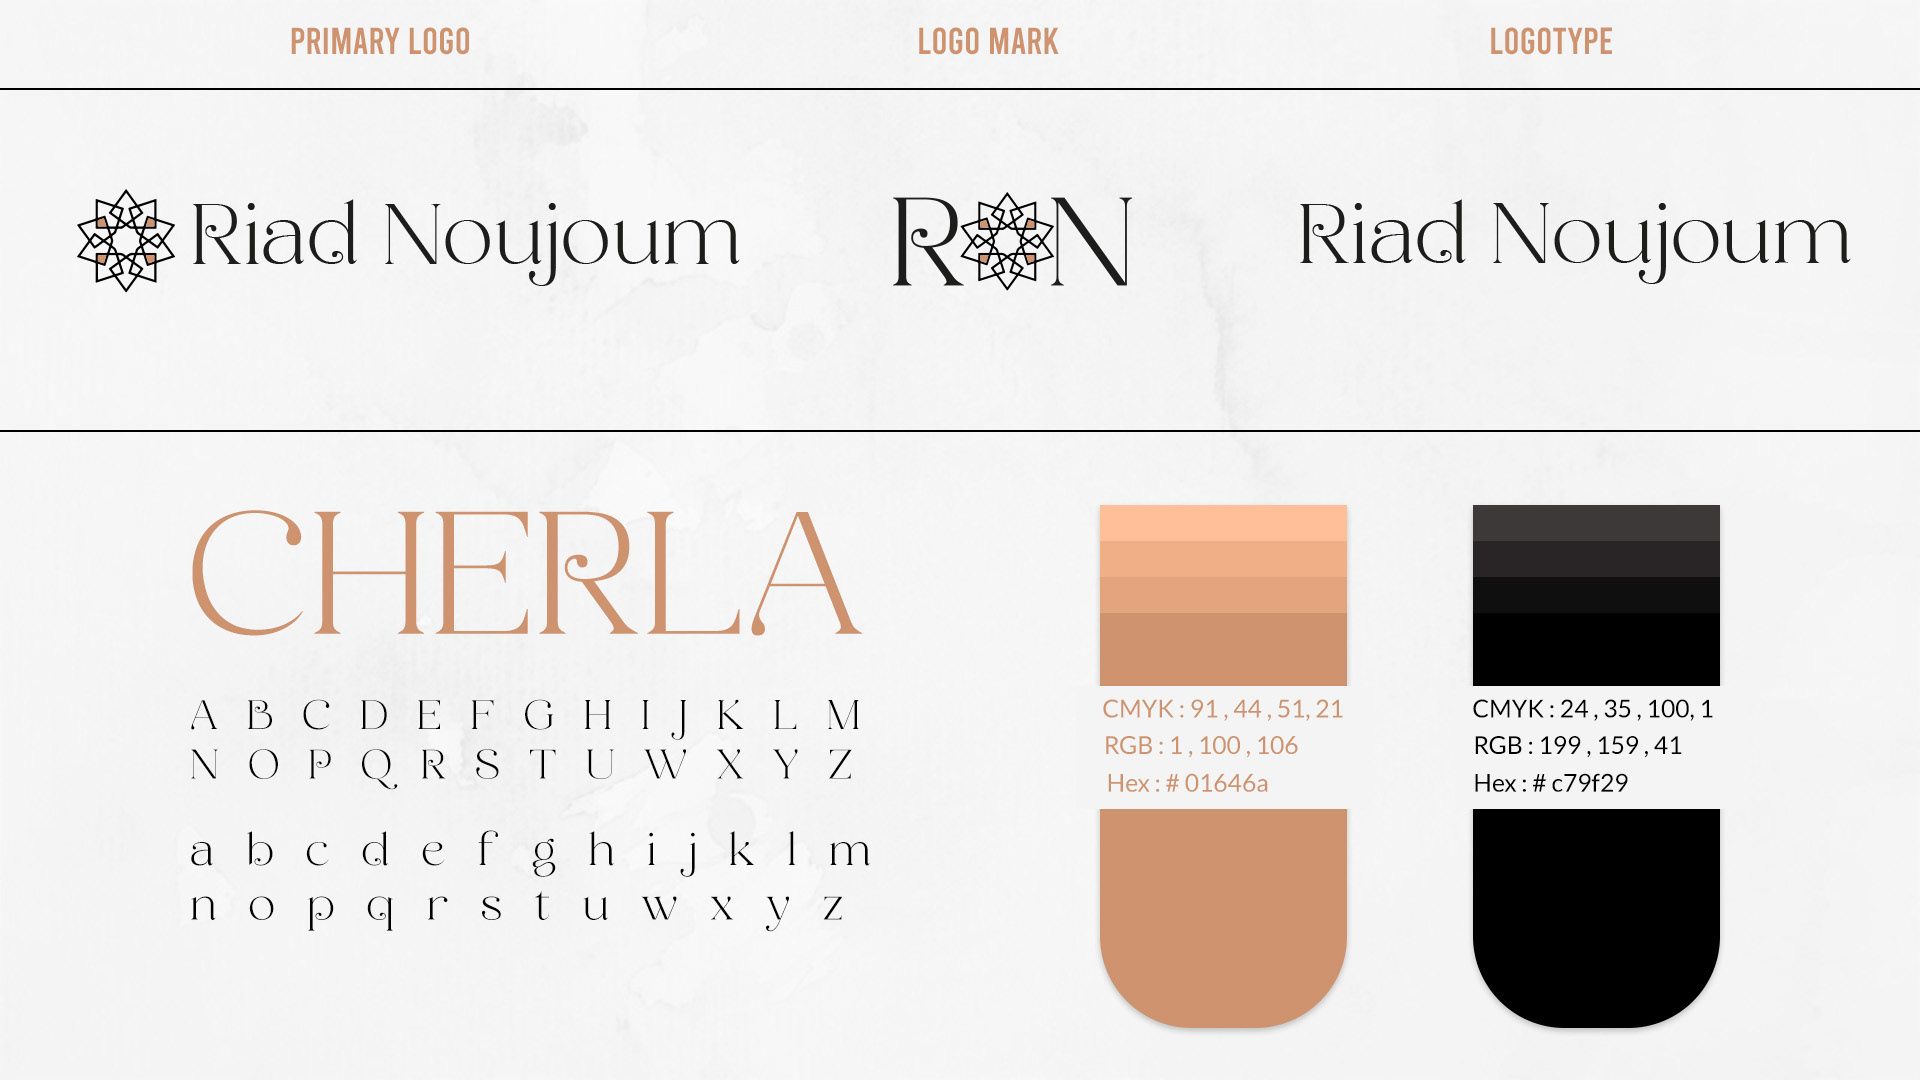 PRIMARY LOGO
LOGO MARK
LOGOTYPE
Riad Noujoum
R N
Riad Noujoum
CHERLA
A B C D E F G H I J K L M
N O P Q R S T U W X Y Z
a b c d e f g h i j k l m
n o p q r s t u w x y z
CMYK : 91 , 44 , 51, 21
RGB : 1 , 100 , 106
Hex : # 01646a
CMYK : 24 , 35 , 100, 1
RGB : 199 , 159 , 41
Hex : # c79f29